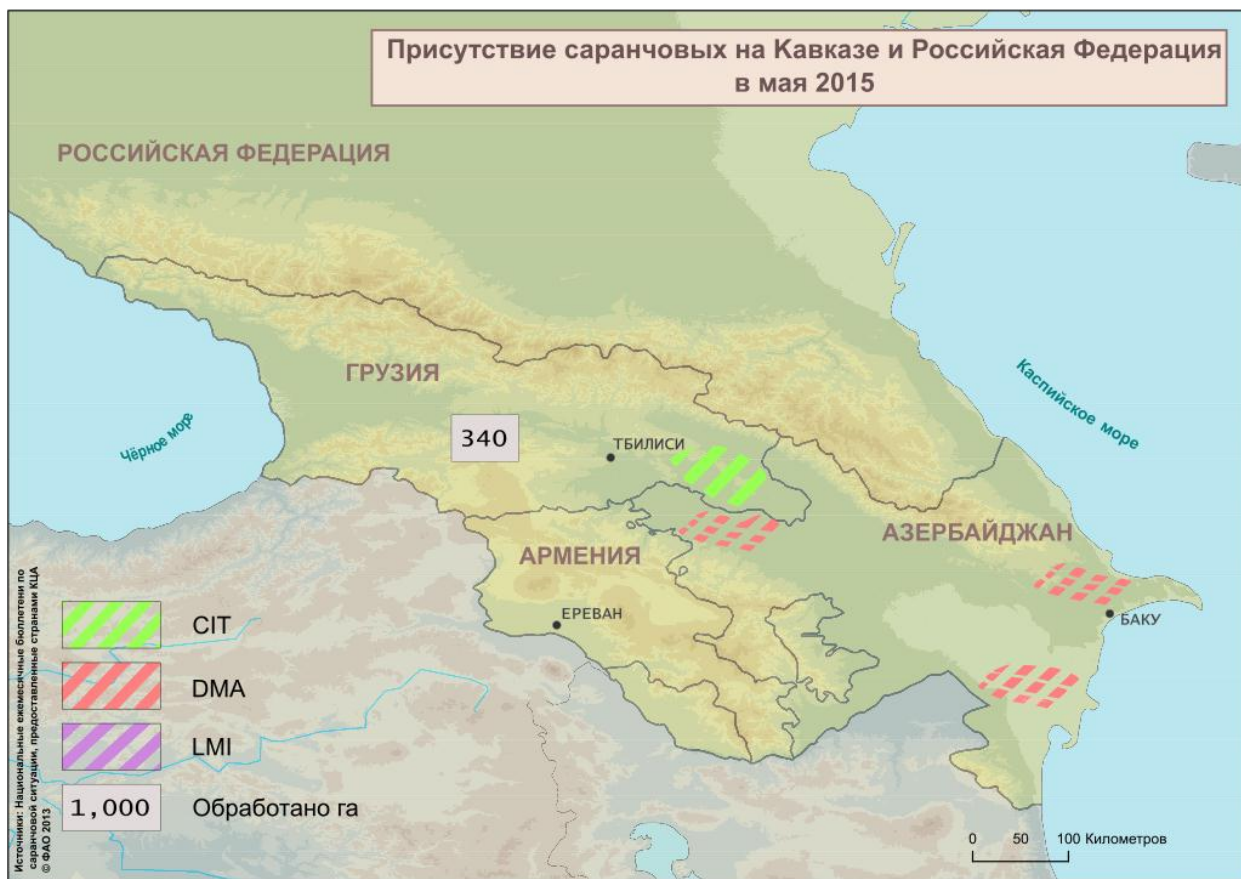 Присутствие саранчовых на Кавказе и Российская Федерация
в мая 2015
РОССИЙСКАЯ ФЕДЕРАЦИЯ
ГРУЗИЯ
Каспийское море
Чёрное море
340
ТБИЛИСИ
АЗЕРБАЙДЖАН
АРМЕНИЯ
ЕРЕВАН
БАКУ
CIT
DMA
LMI
1,000 Обработано га
0 50 100 Километров
Источники: Национальные ежемесячные бюллетени по
саранчовой ситуации, предоставленные странами КЦА
© ФАО 2013